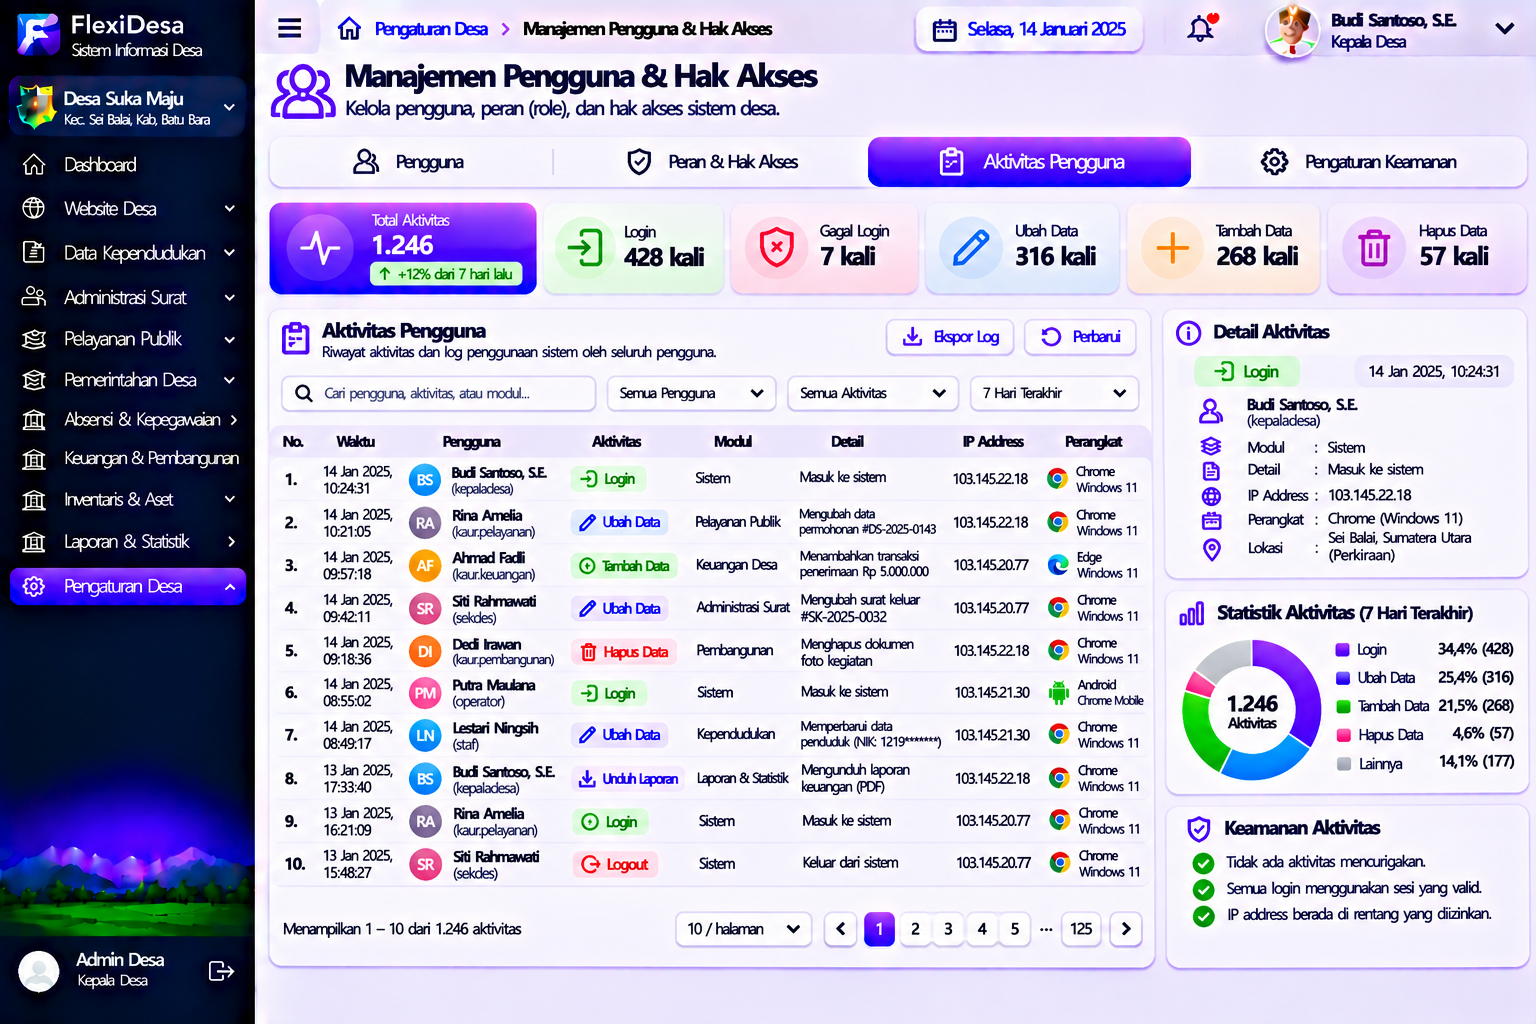 FlexiDesa
Sistem Informasi Desa
Desa Suka Maju
Kec. Sei Balai, Kab, Batu Bara
Dashboard
Website Desa
Data Kependudukan
Administrasi Surat
Pelayanan Publik
Pemerintahan Desa
Absensi & Kepegawaian
Keuangan & Pembangunan
Inventaris & Aset
Laporan & Statistik
Pengaturan Desa
Admin Desa
Kepala Desa
Pengaturan Desa > Manajemen Pengguna & Hak Akses
Selasa, 14 Januari 2025
Budi Santoso, S.E.
Kepala Desa
Manajemen Pengguna & Hak Akses
Kelola pengguna, peran (role), dan hak akses sistem desa.
Pengguna
Peran & Hak Akses
Aktivitas Pengguna
Pengaturan Keamanan
Total Aktivitas
1.246
↑ +12% dari 7 hari lalu
Login
428 kali
Gagal Login
7 kali
Ubah Data
316 kali
Tambah Data
268 kali
Hapus Data
57 kali
Aktivitas Pengguna
Riwayat aktivitas dan log penggunaan sistem oleh seluruh pengguna.
Ekspor Log
Perbarui
Cari pengguna, aktivitas, atau modul...
Semua Pengguna
Semua Aktivitas
7 Hari Terakhir
No. Waktu Pengguna Aktivitas Modul Detail IP Address Perangkat
1. 14 Jan 2025, 10:24:31 BS Budi Santoso, S.E. (kepaladesa) Login Sistem Masuk ke sistem 103.145.22.18 Chrome Windows 11
2. 14 Jan 2025, 10:21:05 RA Rina Amelia (kaur.pelayanan) Ubah Data Pelayanan Publik Mengubah data permohonan #DS-2025-0143 103.145.22.18 Chrome Windows 11
3. 14 Jan 2025, 09:57:18 AF Ahmad Fadli (kaur.keuangan) Tambah Data Keuangan Desa Menambahkan transaksi penerimaan Rp 5.000.000 103.145.20.77 Edge Windows 11
4. 14 Jan 2025, 09:42:11 SR Siti Rahmawati (sekdes) Ubah Data Administrasi Surat Mengubah surat keluar #SK-2025-0032 103.145.20.77 Chrome Windows 11
5. 14 Jan 2025, 09:18:36 DI Dedi Irawan (kaur.pembangunan) Hapus Data Pembangunan Menghapus dokumen foto kegiatan 103.145.22.18 Chrome Windows 11
6. 14 Jan 2025, 08:55:02 PM Putra Maulana (operator) Login Sistem Masuk ke sistem 103.145.21.30 Android Chrome Mobile
7. 14 Jan 2025, 08:49:17 LN Lestari Ningsih (staf) Ubah Data Kependudukan Memperbarui data penduduk (NIK: 1219*******) 103.145.21.30 Chrome Windows 11
8. 13 Jan 2025, 17:33:40 BS Budi Santoso, S.E. (kepaladesa) Unduh Laporan Laporan & Statistik Mengunduh laporan keuangan (PDF) 103.145.22.18 Chrome Windows 11
9. 13 Jan 2025, 16:21:09 RA Rina Amelia (kaur.pelayanan) Login Sistem Masuk ke sistem 103.145.20.77 Chrome Windows 11
10. 13 Jan 2025, 15:48:27 SR Siti Rahmawati (sekdes) Logout Sistem Keluar dari sistem 103.145.20.77 Chrome Windows 11
Menampilkan 1 – 10 dari 1.246 aktivitas
10 / halaman
1 2 3 4 5 ... 125
Detail Aktivitas
Login
14 Jan 2025, 10:24:31
Budi Santoso, S.E.
(kepaladesa)
Modul : Sistem
Detail : Masuk ke sistem
IP Address : 103.145.22.18
Perangkat : Chrome (Windows 11)
Lokasi : Sei Balai, Sumatera Utara
(Perkiraan)
Statistik Aktivitas (7 Hari Terakhir)
1.246
Aktivitas
Login 34,4% (428)
Ubah Data 25,4% (316)
Tambah Data 21,5% (268)
Hapus Data 4,6% (57)
Lainnya 14,1% (177)
Keamanan Aktivitas
Tidak ada aktivitas mencurigakan.
Semua login menggunakan sesi yang valid.
IP address berada di rentang yang diizinkan.